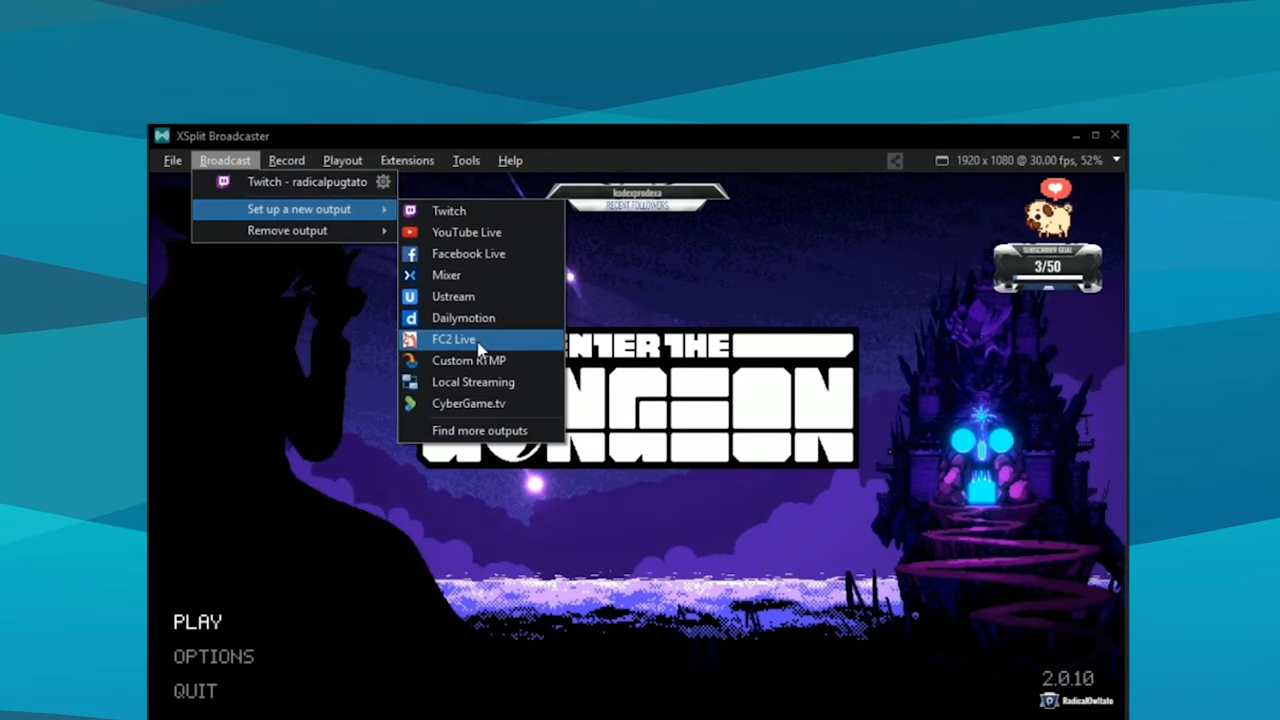 XSplit Broadcaster
File Broadcast Record Playout Extensions Tools Help
1920 x 1080 @ 30.00 fps, 52%
Twitch - radicalpugtato
Set up a new output
Remove output
Twitch
YouTube Live
Facebook Live
Mixer
Ustream
Dailymotion
FC2 Live
Custom RTMP
Local Streaming
CyberGame.tv
Find more outputs
kodexprodexa
RECENT FOLLOWERS
SUBSCRIBER GOAL
3/50
ENTER THE
PLAY
OPTIONS
QUIT
2.0.10